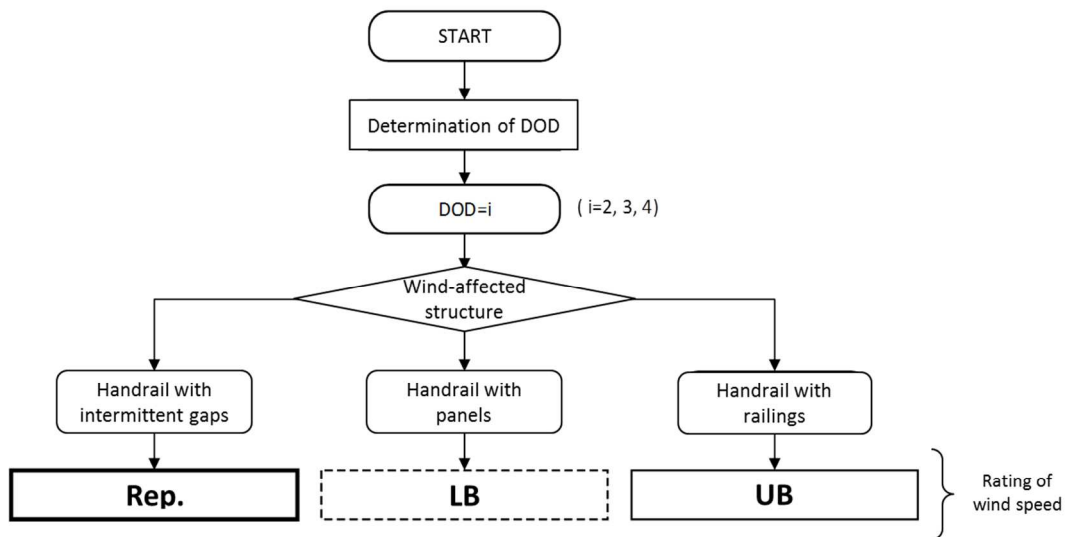 START
Determination of DOD
DOD=i
( i=2, 3, 4)
Wind-affected
structure
Handrail with
intermittent gaps
Handrail with
panels
Handrail with
railings
Rep.
LB
UB
Rating of
wind speed